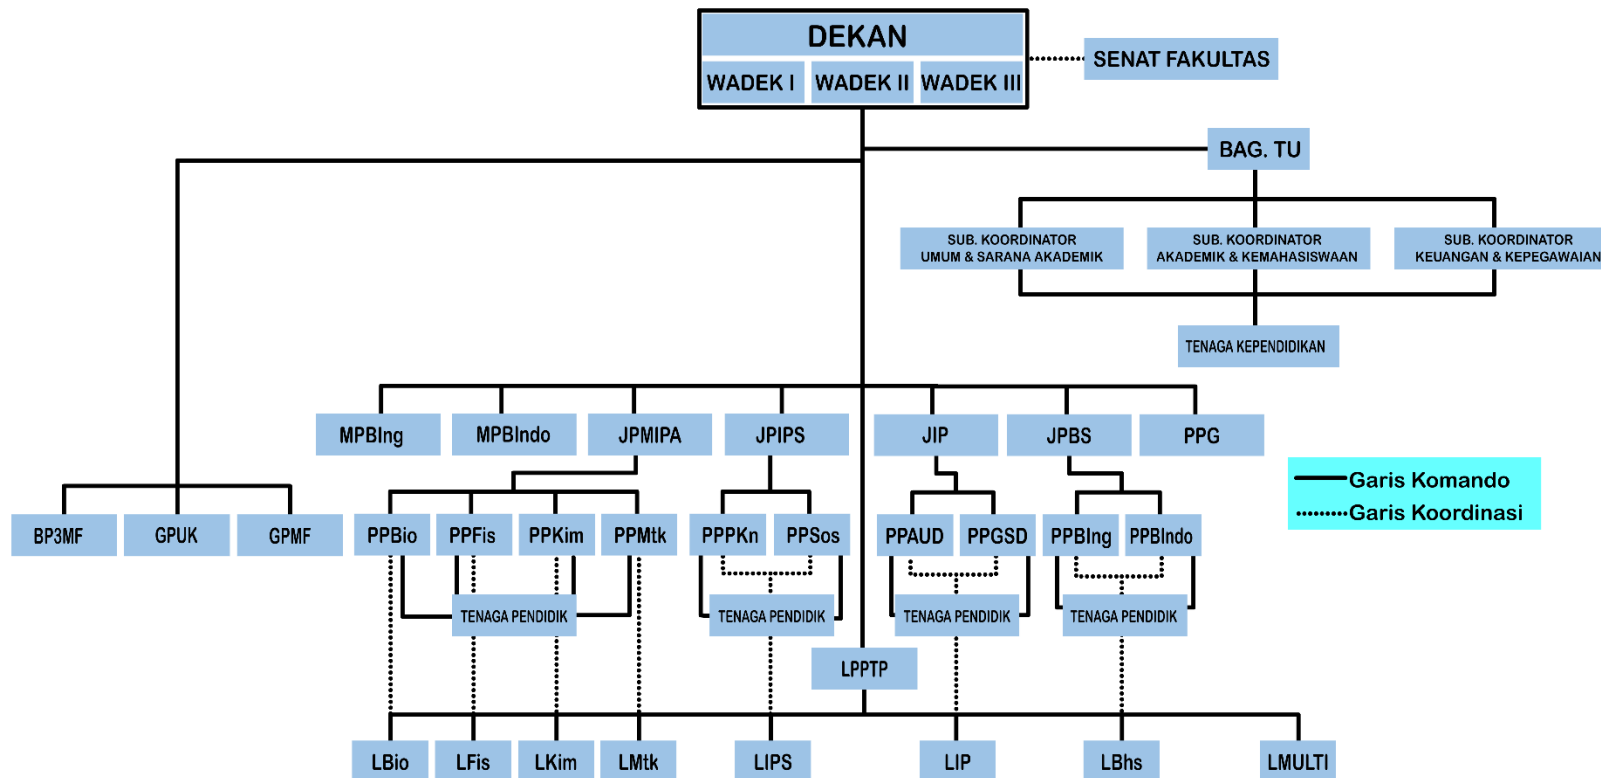 DEKAN
WADEK I
WADEK II
WADEK III
SENAT FAKULTAS
BAG. TU
SUB. KOORDINATOR
UMUM & SARANA AKADEMIK
SUB. KOORDINATOR
AKADEMIK & KEMAHASISWAAN
SUB. KOORDINATOR
KEUANGAN & KEPEGAWAIAN
TENAGA KEPENDIDIKAN
MPBIng
MPBIndo
JPMIPA
JPIPS
JIP
JPBS
PPG
Garis Komando
Garis Koordinasi
BP3MF
GPUK
GPMF
PPBio
PPFis
PPKim
PPMtk
PPPKn
PPSos
PPAUD
PPGSD
PPBIng
PPBIndo
TENAGA PENDIDIK
TENAGA PENDIDIK
TENAGA PENDIDIK
TENAGA PENDIDIK
LPPTP
LBio
LFis
LKim
LMtk
LIPS
LIP
LBhs
LMULTI